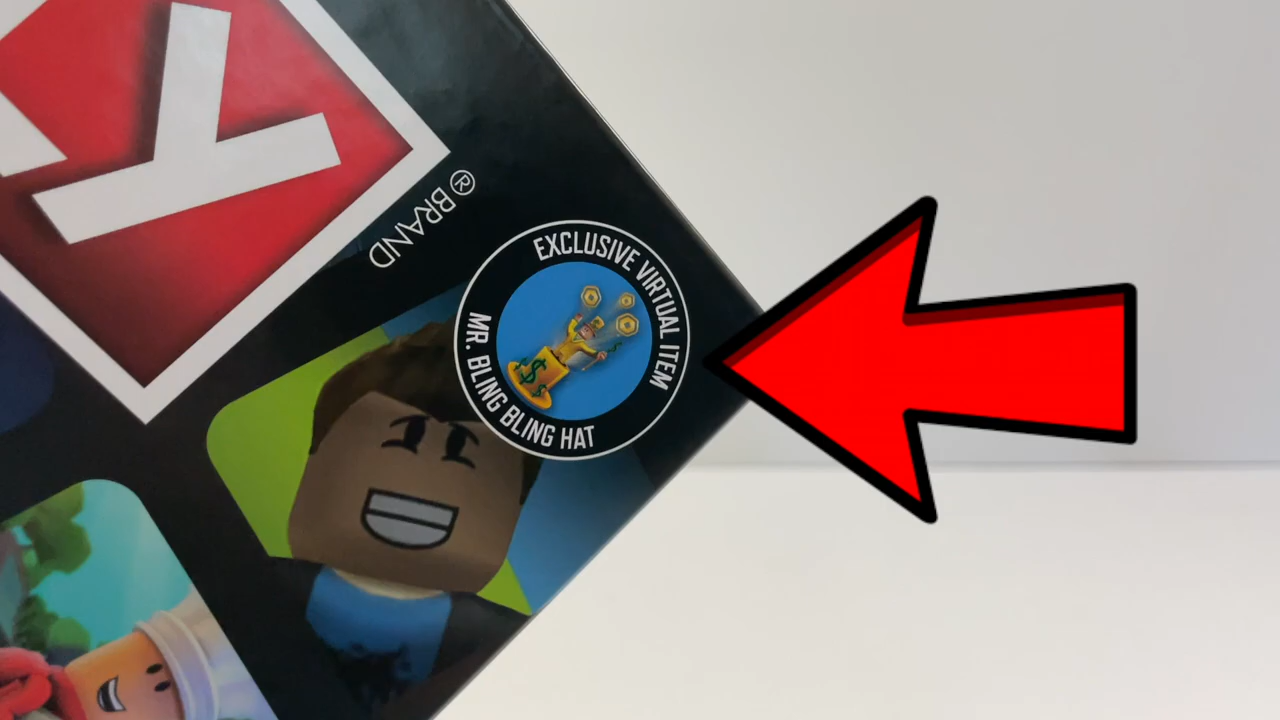 Y
® BRAND
EXCLUSIVE VIRTUAL ITEM
MR. BLING BLING HAT
$